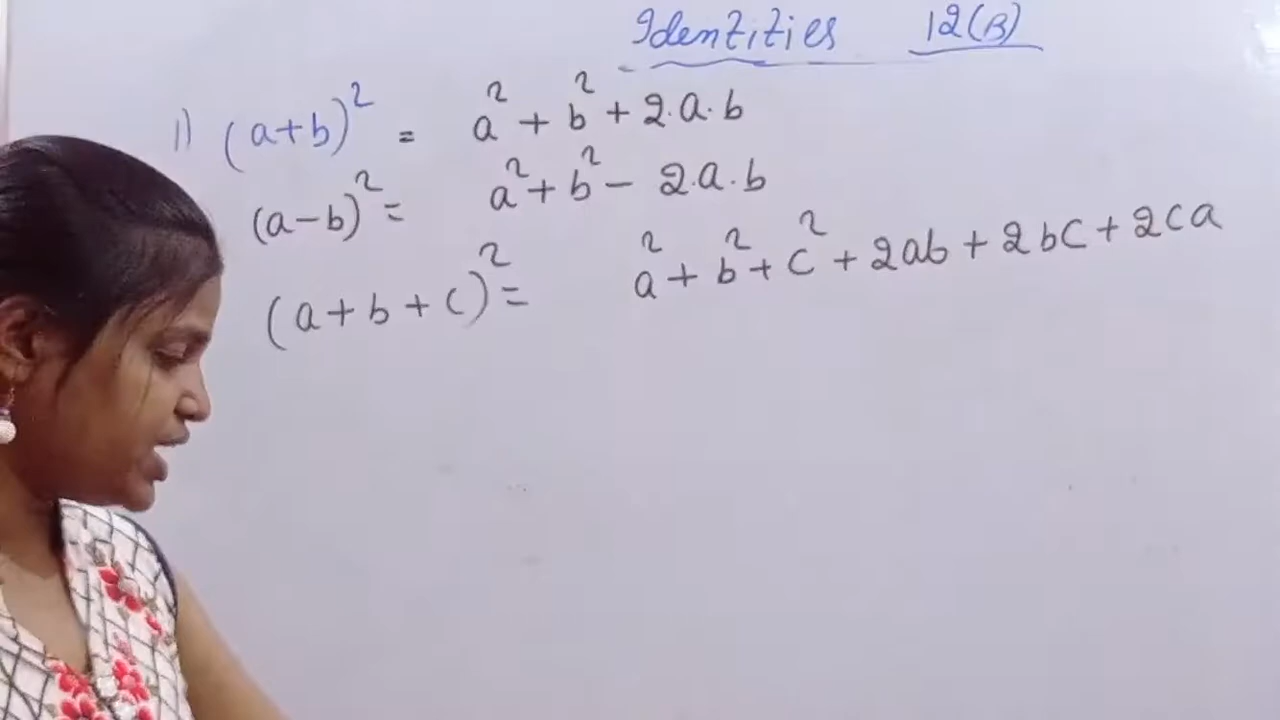 Identities 12(B)
1) (a+b)² = a² + b² + 2.a.b
(a-b)² = a² + b² - 2.a.b
(a+b+c)² = a² + b² + c² + 2ab + 2bc + 2ca